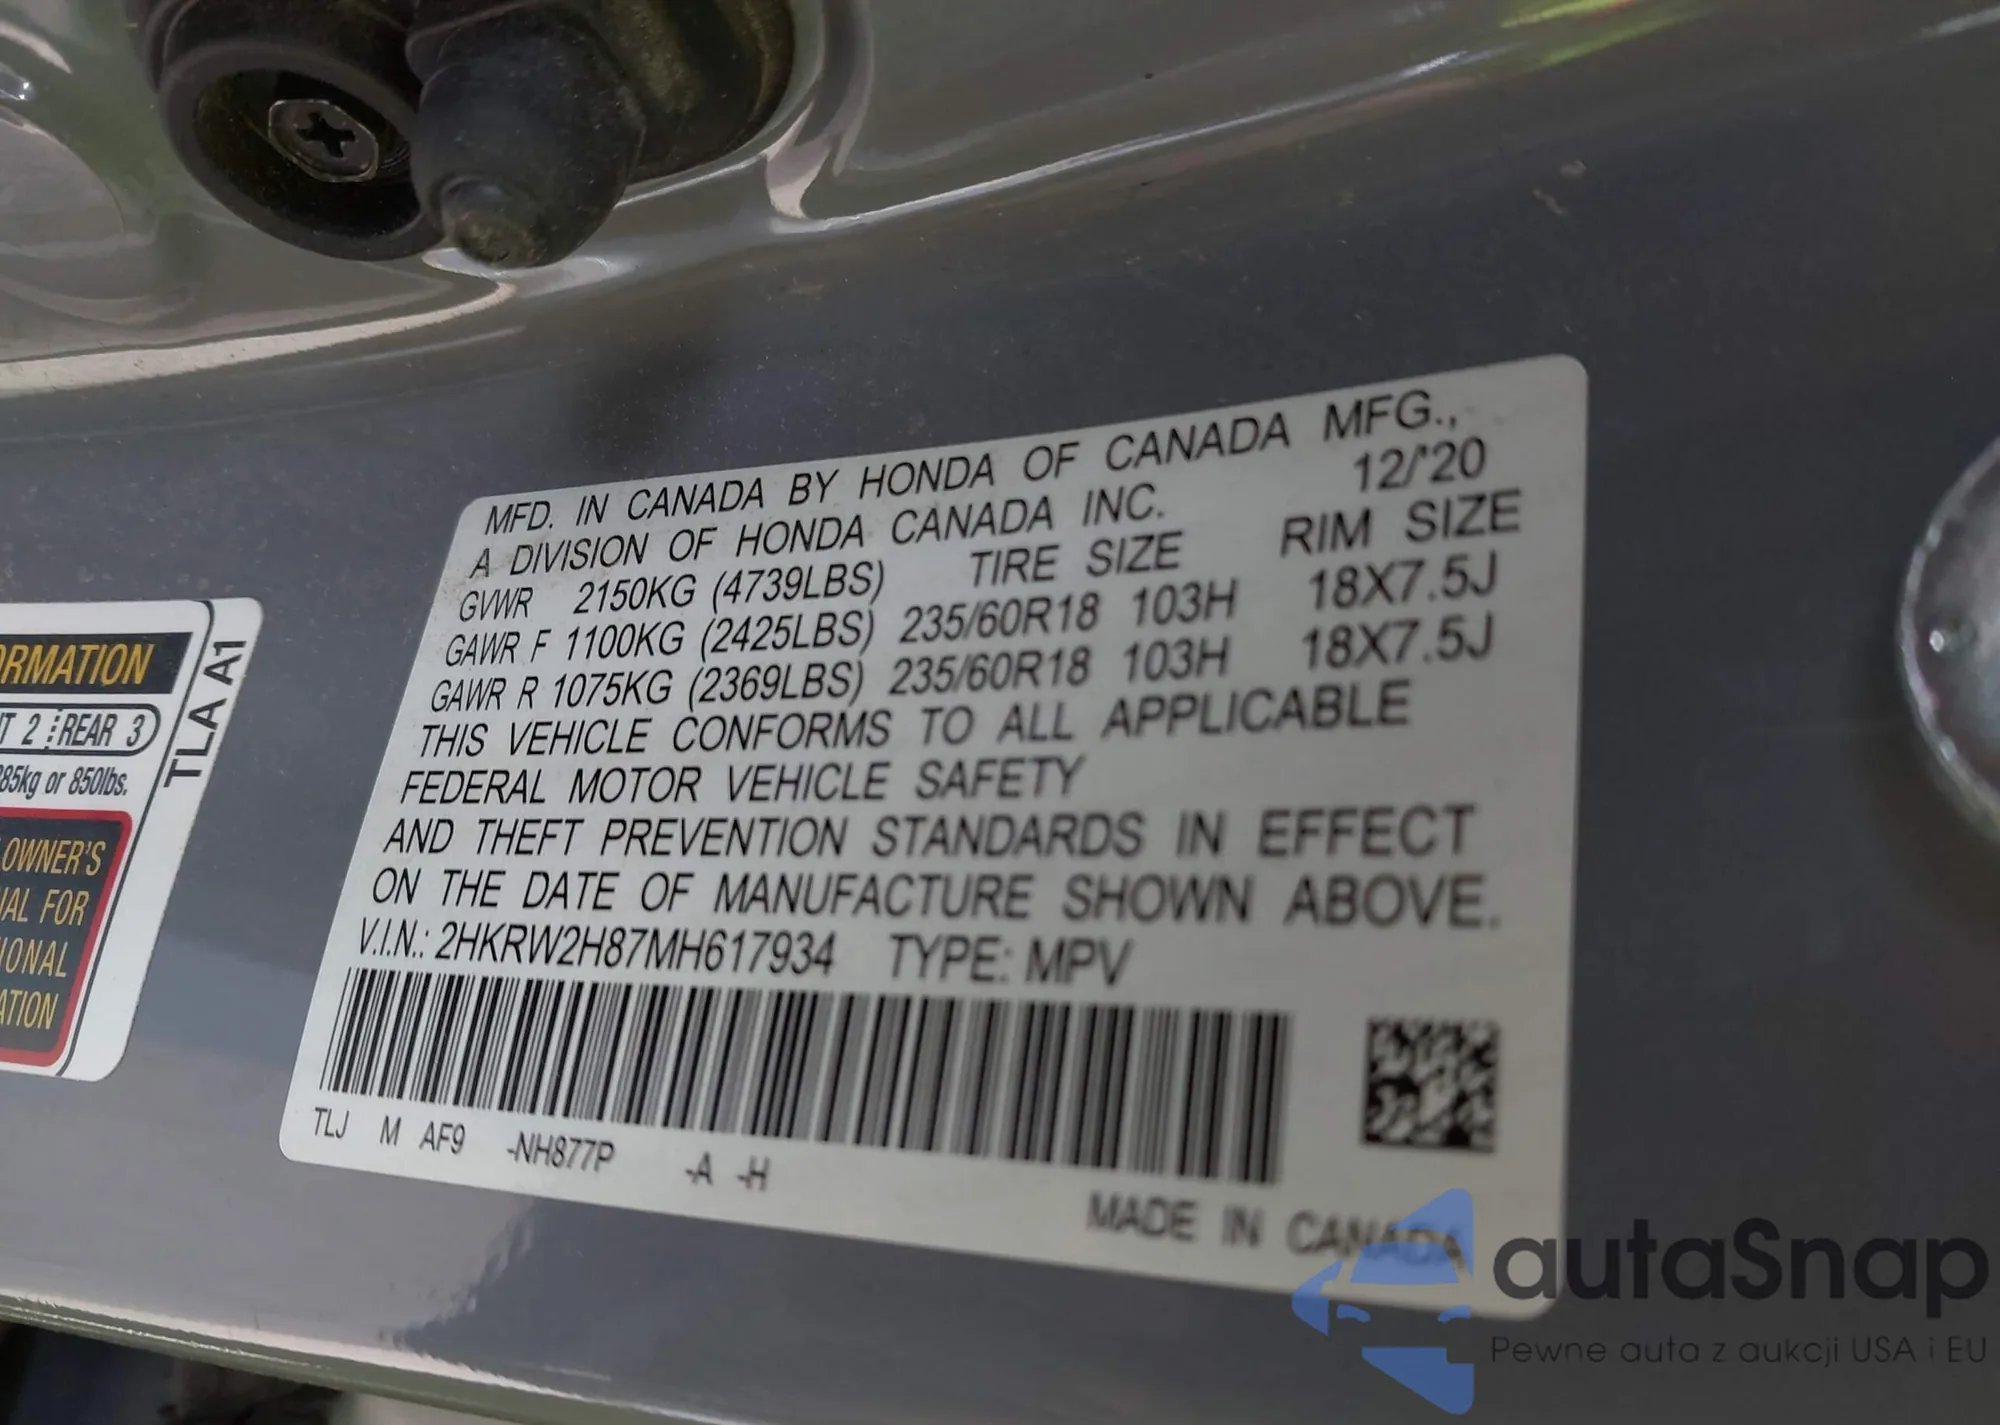 MFD. IN CANADA BY HONDA OF CANADA MFG.,
A DIVISION OF HONDA CANADA INC. 12/'20
GVWR 2150KG (4739LBS) TIRE SIZE RIM SIZE
GAWR F 1100KG (2425LBS) 235/60R18 103H 18X7.5J
GAWR R 1075KG (2369LBS) 235/60R18 103H 18X7.5J
THIS VEHICLE CONFORMS TO ALL APPLICABLE
FEDERAL MOTOR VEHICLE SAFETY
AND THEFT PREVENTION STANDARDS IN EFFECT
ON THE DATE OF MANUFACTURE SHOWN ABOVE.
V.I.N.: 2HKRW2H87MH617934 TYPE: MPV
TLJ M AF9 -NH877P -A -H
MADE IN CANADA
ORMATION
T 2 REAR 3
385kg or 850lbs.
OWNER'S
UAL FOR
IONAL
ATION
TLA A1
autaSnap
Pewne auta z aukcji USA i EU